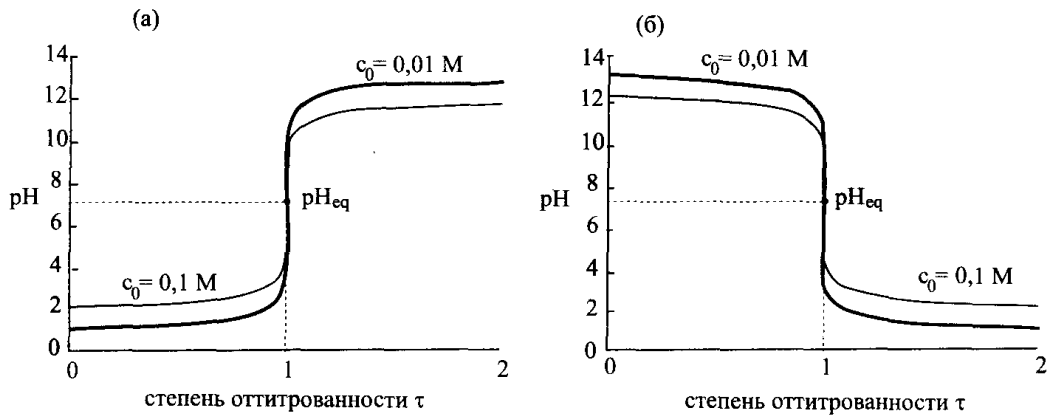 (а)
14
12
10
8
6
4
2
0
pH
c₀= 0,01 М
pHeq
c₀= 0,1 М
0 1 2
степень оттитрованности τ
(б)
14
12
10
8
6
4
2
0
pH
c₀= 0,01 М
pHeq
c₀= 0,1 М
0 1 2
степень оттитрованности τ